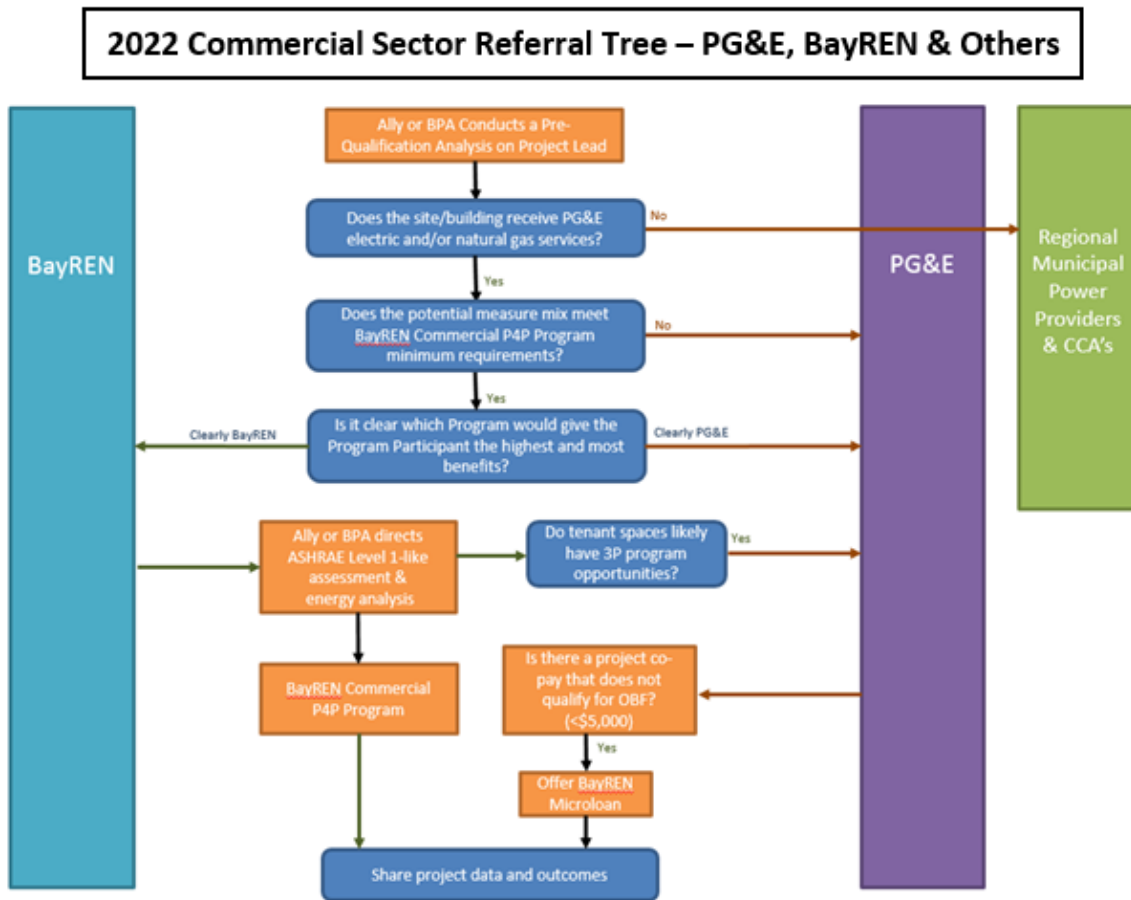 2022 Commercial Sector Referral Tree – PG&E, BayREN & Others
Ally or BPA Conducts a Pre-
Qualification Analysis on Project Lead
Does the site/building receive PG&E
electric and/or natural gas services?
No
BayREN
PG&E
Regional
Municipal
Power
Providers
& CCA's
Yes
Does the potential measure mix meet
BayREN Commercial P4P Program
minimum requirements?
No
Yes
Is it clear which Program would give the
Program Participant the highest and most
benefits?
Clearly BayREN
Clearly PG&E
Ally or BPA directs
ASHRAE Level 1-like
assessment &
energy analysis
Do tenant spaces likely
have 3P program
opportunities?
Yes
BayREN Commercial
P4P Program
Is there a project co-
pay that does not
qualify for OBF?
(<$5,000)
Yes
Offer BayREN
Microloan
Share project data and outcomes